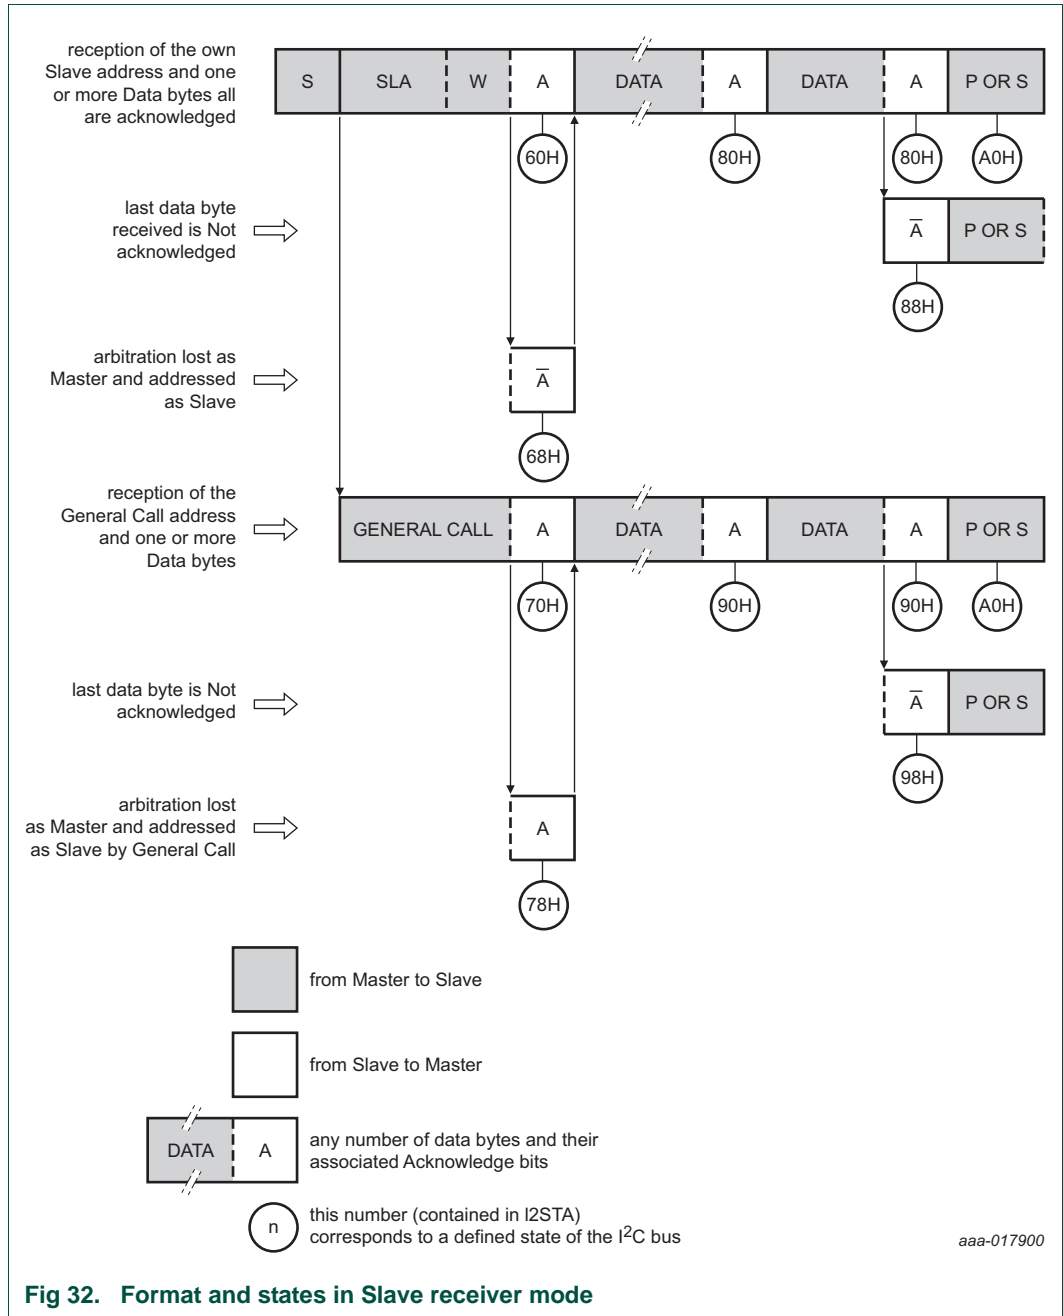 reception of the own
Slave address and one
or more Data bytes all
are acknowledged
S SLA W A DATA A DATA A P OR S
60H 80H 80H A0H
last data byte
received is Not
acknowledged
A̅ P OR S
88H
arbitration lost as
Master and addressed
as Slave
A̅
68H
reception of the
General Call address
and one or more
Data bytes
GENERAL CALL A DATA A DATA A P OR S
70H 90H 90H A0H
last data byte is Not
acknowledged
A̅ P OR S
98H
arbitration lost
as Master and addressed
as Slave by General Call
A
78H
from Master to Slave
from Slave to Master
DATA A
any number of data bytes and their
associated Acknowledge bits
n
this number (contained in I2STA)
corresponds to a defined state of the I²C bus
aaa-017900
Fig 32. Format and states in Slave receiver mode